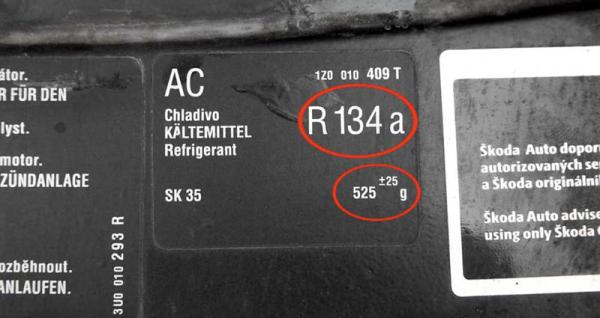 átor.
R FÜR DEN
lyst.
motor.
ZÜNDANLAGE
ozběhnout.
ANLAUFEN.
3U0 010 293 R
AC
1Z0 010 409 T
Chladivo
KÄLTEMITTEL
Refrigerant
R 134 a
SK 35
525 ±25 g
Škoda Auto dopor
autorizovaných se
a Škoda originální
Škoda Auto advise
using only Škoda